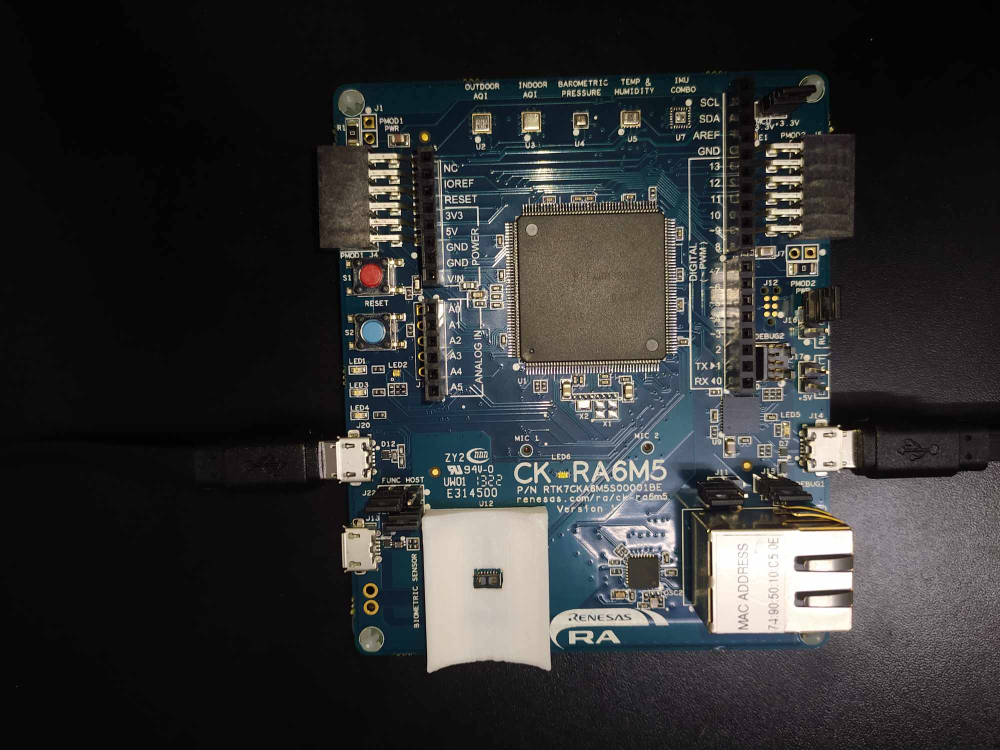 OUTDOOR
AQI
INDOOR
AQI
BAROMETRIC
PRESSURE
TEMP &
HUMIDITY
IMU
COMBO
J1
R1
PMOD1
PWR
U2
U3
U4
U5
U7
SCL
SDA
AREF
GND
13
12
11
10
~9
8
~7
~6
~5
~4
~3
2
TX▶1
RX◀0
DIGITAL
( ~ PWM )
+3.3V
NC
IOREF
RESET
3V3
5V
GND
GND
VIN
POWER
A0
A1
A2
A3
A4
A5
ANALOG IN
PMOD1 J4
S1
RESET
S2
LED1
LED2
LED3
LED4
J20
D12
J7
J12
PMOD2
PWR
J16
DEBUG2
J17
+5V
LED5
J14
U9
D7
U1
X2
X1
MIC 1
MIC 2
LED6
ZY2
94V-0
UW01 1322
E314500
U12
CK-RA6M5
P/N RTK7CKA6M5S00001BE
renesas.com/ra/ck-ra6m5
Version 1
J11
J15
DEBUG1
FUNC HOST
J22
J13
BIOMETRIC SENSOR
OSC2
RENESAS
RA
MAC ADDRESS
74:90:50:10:C5:0E